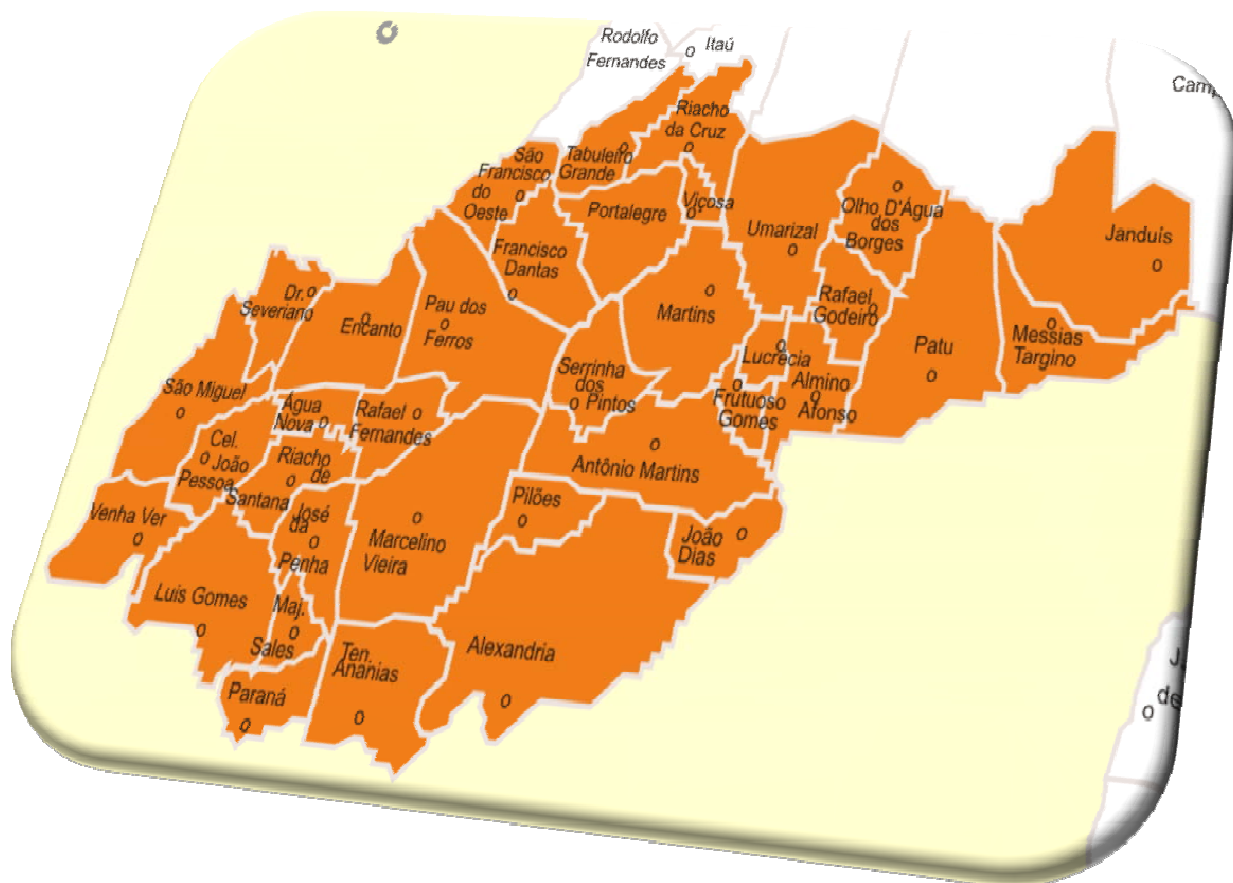 Rodolfo
Fernandes
Itaú
Riacho
da Cruz
Tabuleiro
Grande
São
Francisco
do
Oeste
Portalegre
Viçosa
Umarizal
Olho D'Água
dos
Borges
Janduis
Francisco
Dantas
Dr.
Severiano
Encanto
Pau dos
Ferros
Martins
Rafael
Godeiro
Patu
Messias
Targino
Lucrécia
Serrinha
dos
Pintos
Almino
Afonso
Frutuoso
Gomes
São Miguel
Água
Nova
Rafael
Fernandes
Cel.
João
Pessoa
Riacho
de
Santana
Antônio Martins
Pilões
João
Dias
Venha Ver
José
da
Penha
Marcelino
Vieira
Luis Gomes
Maj.
Sales
Ten.
Ananias
Alexandria
Paraná